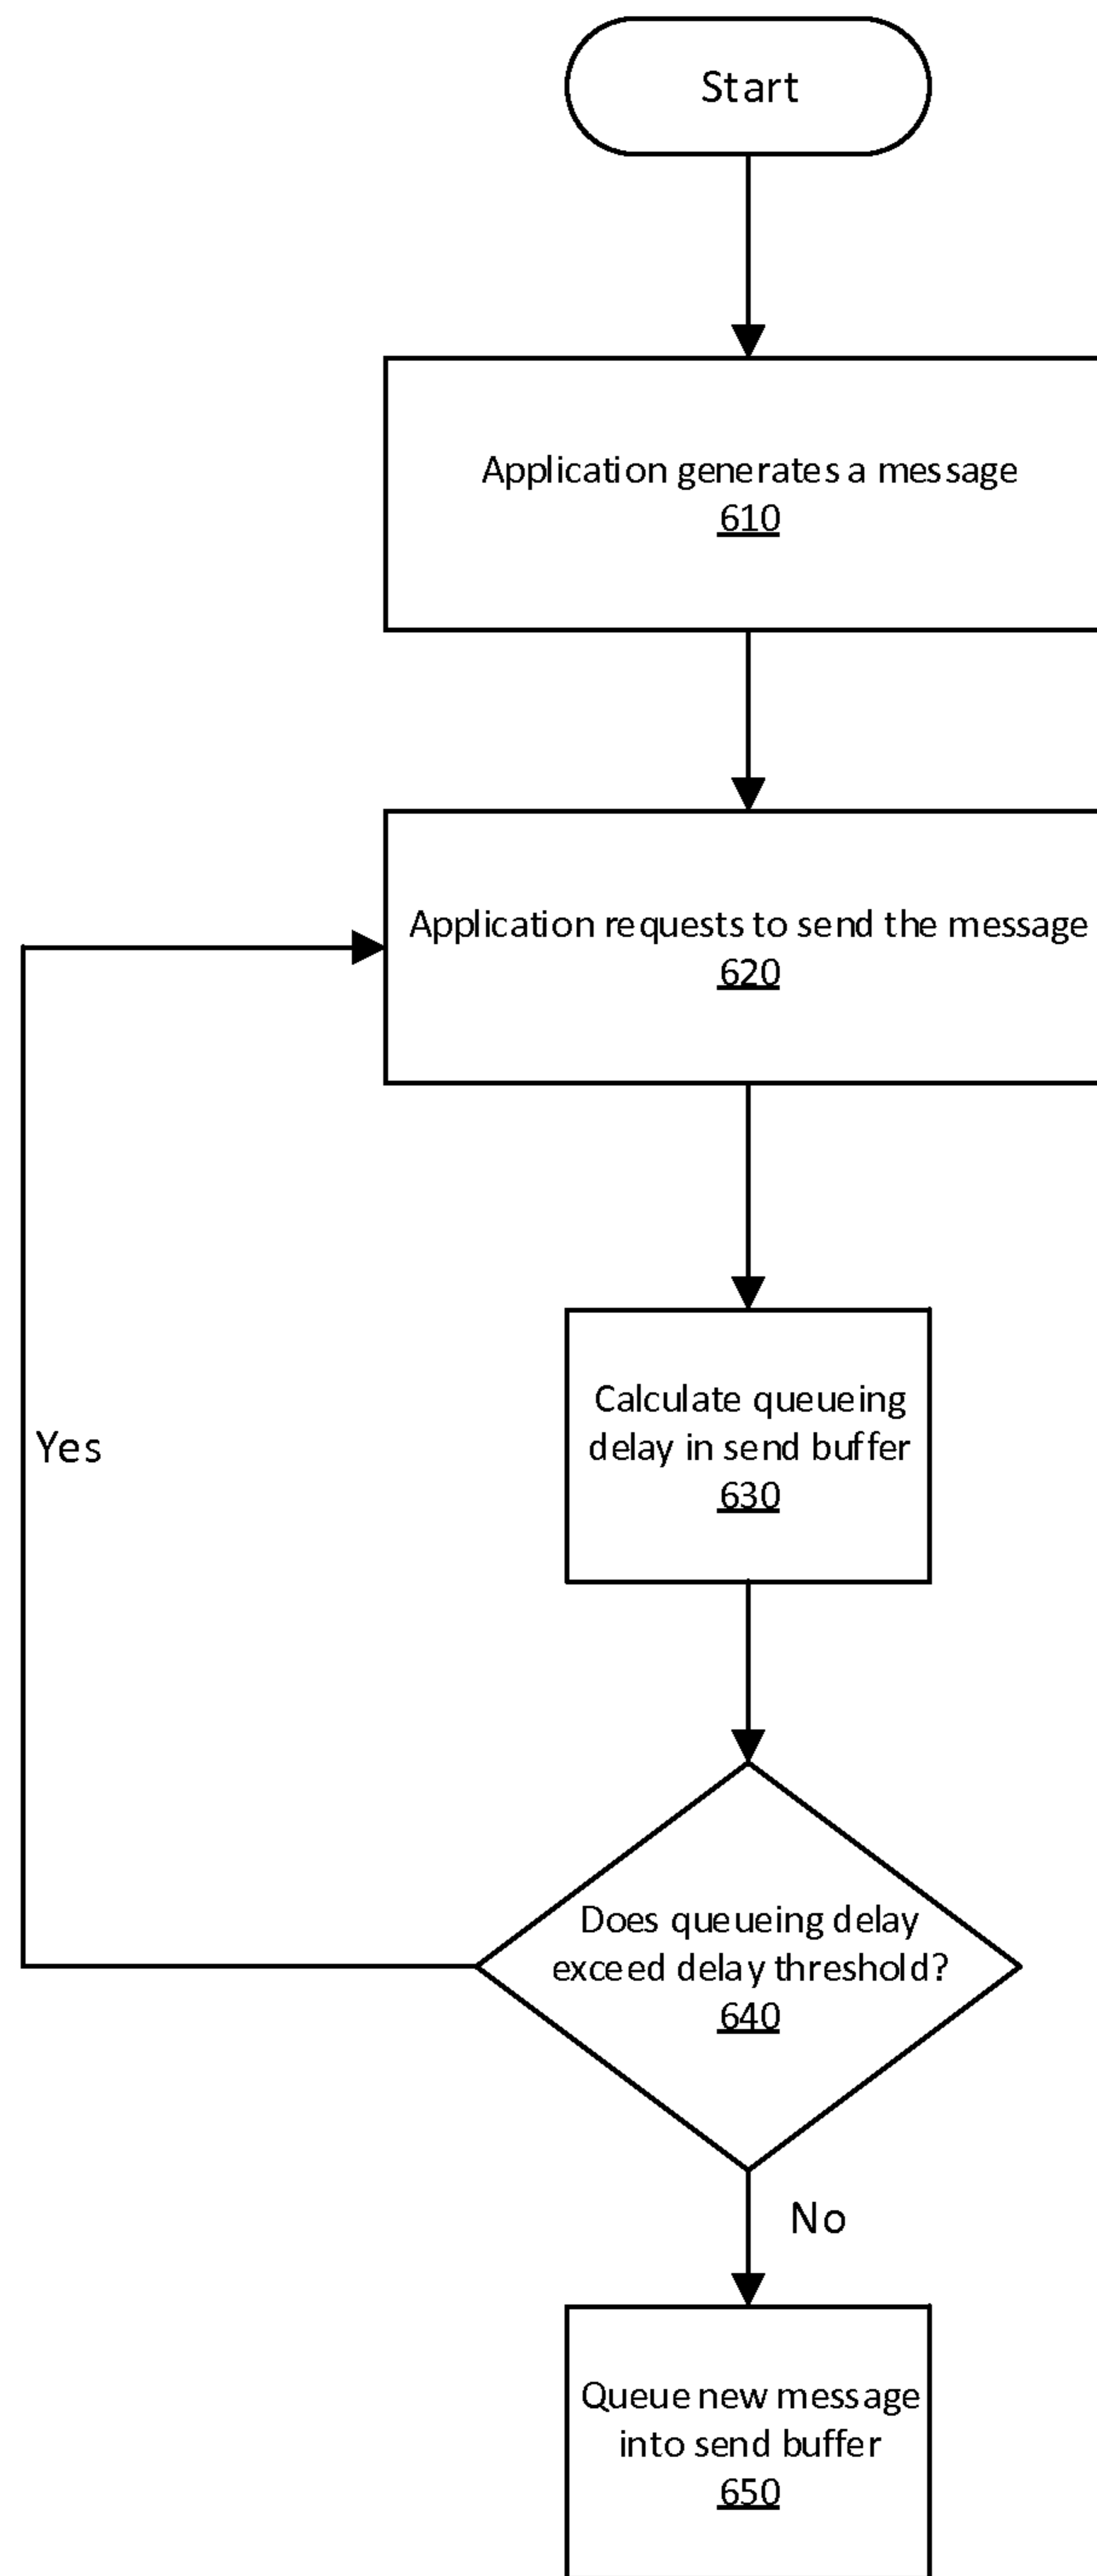 Start
Application generates a message
610
Application requests to send the message
620
Calculate queueing
delay in send buffer
630
Yes
Does queueing delay
exceed delay threshold?
640
No
Queue new message
into send buffer
650